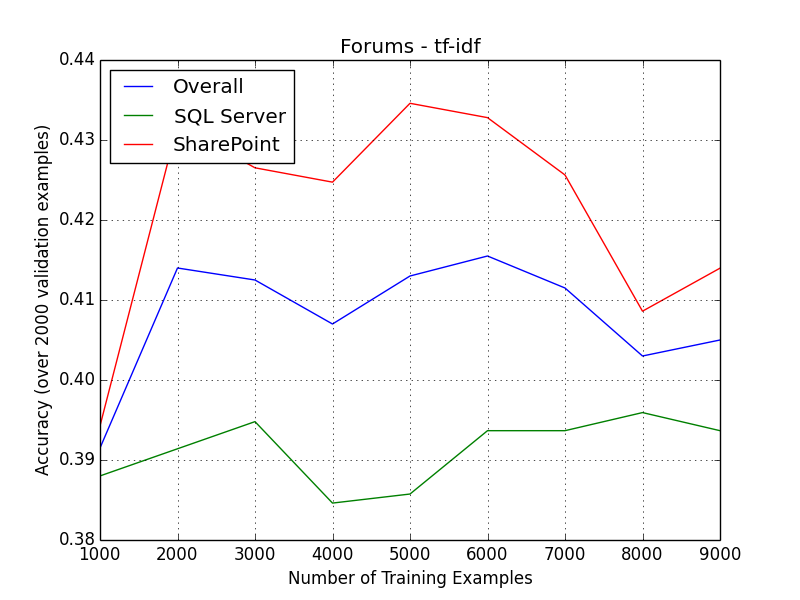 Forums - tf-idf
Overall
SQL Server
SharePoint
0.44
0.43
0.42
0.41
0.40
0.39
0.38
Accuracy (over 2000 validation examples)
1000 2000 3000 4000 5000 6000 7000 8000 9000
Number of Training Examples